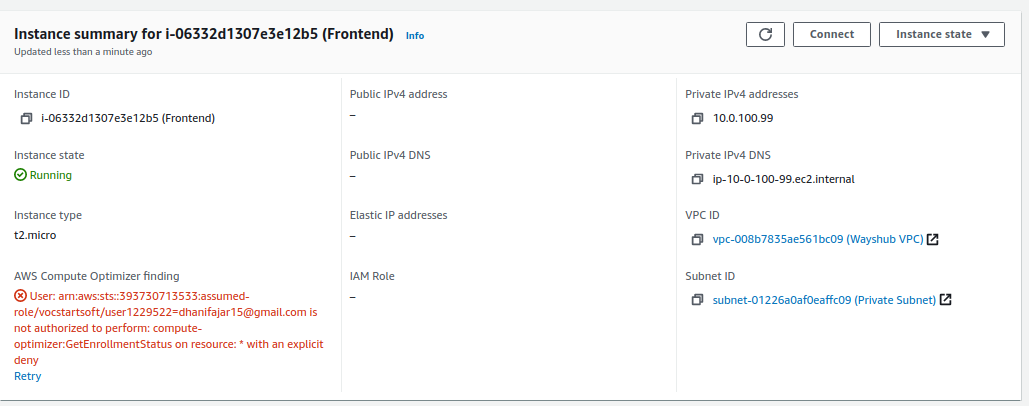 Instance summary for i-06332d1307e3e12b5 (Frontend) Info
Updated less than a minute ago
Connect
Instance state
Instance ID
i-06332d1307e3e12b5 (Frontend)
Instance state
Running
Instance type
t2.micro
AWS Compute Optimizer finding
User: arn:aws:sts::393730713533:assumed-
role/vocstartsoft/user1229522=dhanifajar15@gmail.com is
not authorized to perform: compute-
optimizer:GetEnrollmentStatus on resource: * with an explicit
deny
Retry
Public IPv4 address
–
Public IPv4 DNS
–
Elastic IP addresses
–
IAM Role
–
Private IPv4 addresses
10.0.100.99
Private IPv4 DNS
ip-10-0-100-99.ec2.internal
VPC ID
vpc-008b7835ae561bc09 (Wayshub VPC)
Subnet ID
subnet-01226a0af0eaffc09 (Private Subnet)